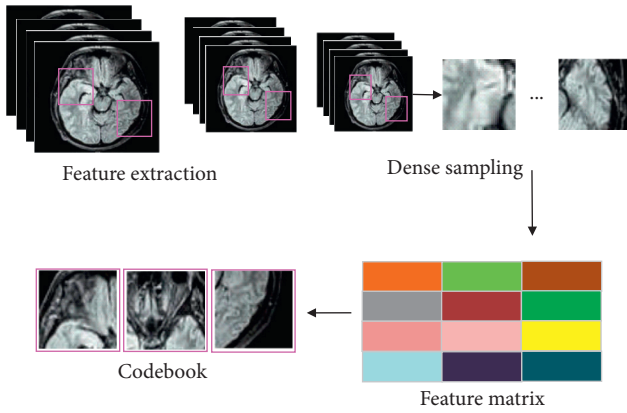 ...
Feature extraction
Dense sampling
Codebook
Feature matrix